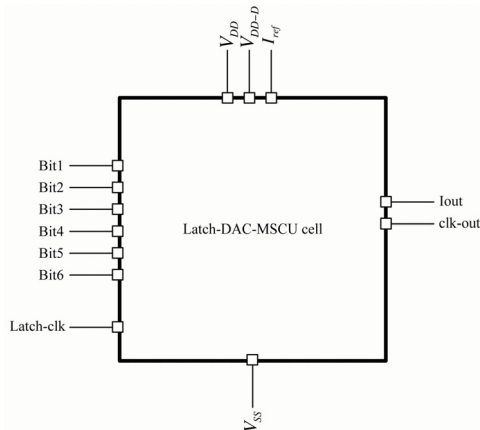 V_DD
V_DD-D
I_ref
Bit1
Bit2
Bit3
Bit4
Bit5
Bit6
Latch-DAC-MSCU cell
Iout
clk-out
Latch-clk
V_SS